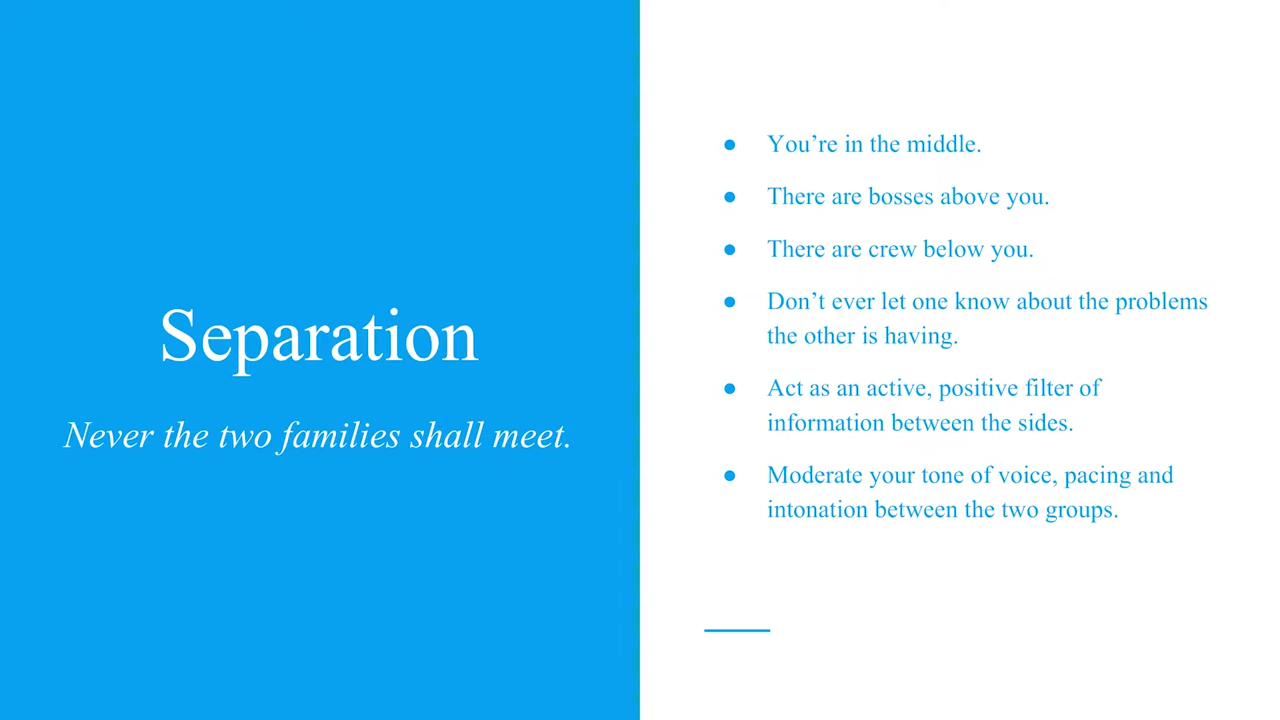 Separation
Never the two families shall meet.
● You’re in the middle.
● There are bosses above you.
● There are crew below you.
● Don’t ever let one know about the problems
the other is having.
● Act as an active, positive filter of
information between the sides.
● Moderate your tone of voice, pacing and
intonation between the two groups.